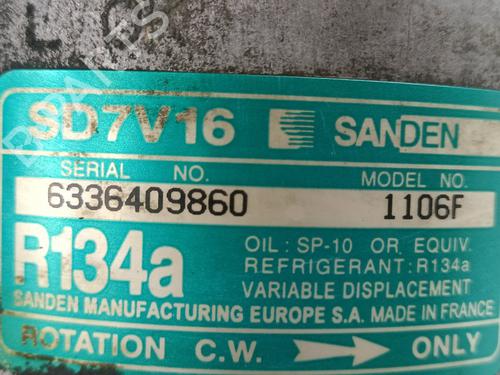 SD7V16 SANDEN
SERIAL NO. MODEL NO.
6336409860 1106F
R134a
OIL : SP-10 OR EQUIV.
REFRIGERANT : R134a
VARIABLE DISPLACEMENT
SANDEN MANUFACTURING EUROPE S.A. MADE IN FRANCE
ROTATION C.W. ONLY